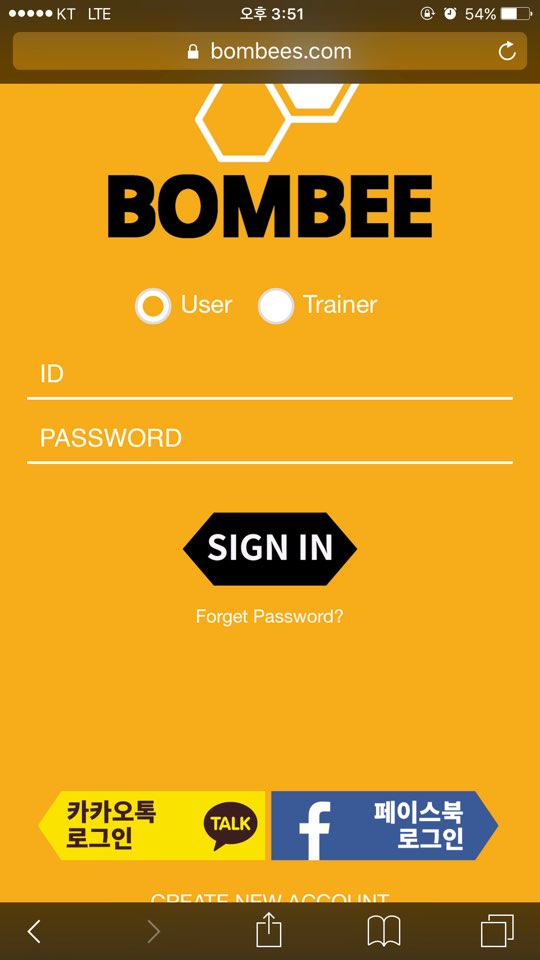 KT LTE 오후 3:51 54%
bombees.com
BOMBEE
User Trainer
ID
PASSWORD
SIGN IN
Forget Password?
카카오톡
로그인
TALK
f
페이스북
로그인
CREATE NEW ACCOUNT